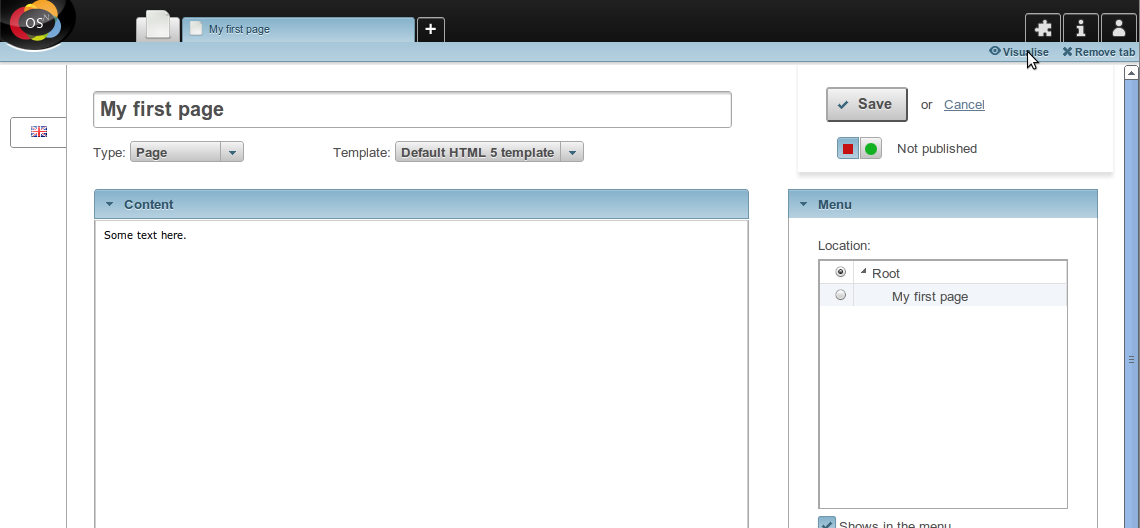 OS N
My first page
+
Visualise Remove tab
My first page
Save or Cancel
Type: Page Template: Default HTML 5 template
Not published
Content Menu
Some text here.
Location:
Root
My first page
Shows in the menu